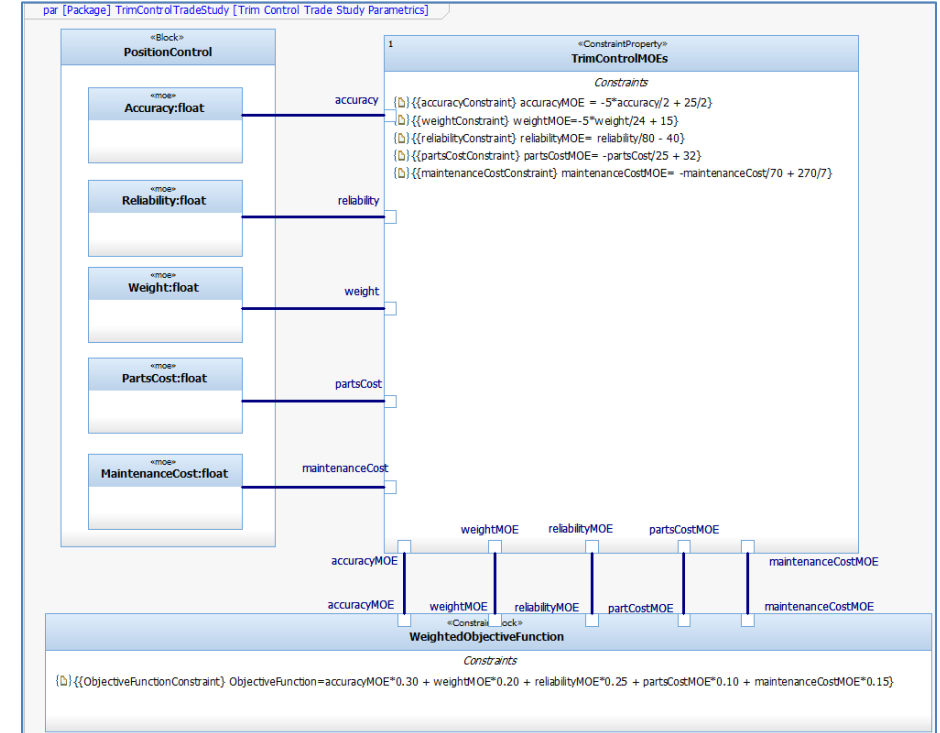 par [Package] TrimControlTradeStudy [Trim Control Trade Study Parametrics]
«Block»
PositionControl
«moe»
Accuracy:float
«moe»
Reliability:float
«moe»
Weight:float
«moe»
PartsCost:float
«moe»
MaintenanceCost:float
accuracy
reliability
weight
partsCost
maintenanceCost
1
«ConstraintProperty»
TrimControlMOEs
Constraints
{{accuracyConstraint} accuracyMOE = -5*accuracy/2 + 25/2}
{{weightConstraint} weightMOE=-5*weight/24 + 15}
{{reliabilityConstraint} reliabilityMOE= reliability/80 - 40}
{{partsCostConstraint} partsCostMOE= -partsCost/25 + 32}
{{maintenanceCostConstraint} maintenanceCostMOE= -maintenanceCost/70 + 270/7}
weightMOE reliabilityMOE partsCostMOE
accuracyMOE maintenanceCostMOE
accuracyMOE weightMOE reliabilityMOE partCostMOE maintenanceCostMOE
«Constrain ock»
WeightedObjectiveFunction
Constraints
{{ObjectiveFunctionConstraint} ObjectiveFunction=accuracyMOE*0.30 + weightMOE*0.20 + reliabilityMOE*0.25 + partsCostMOE*0.10 + maintenanceCostMOE*0.15}